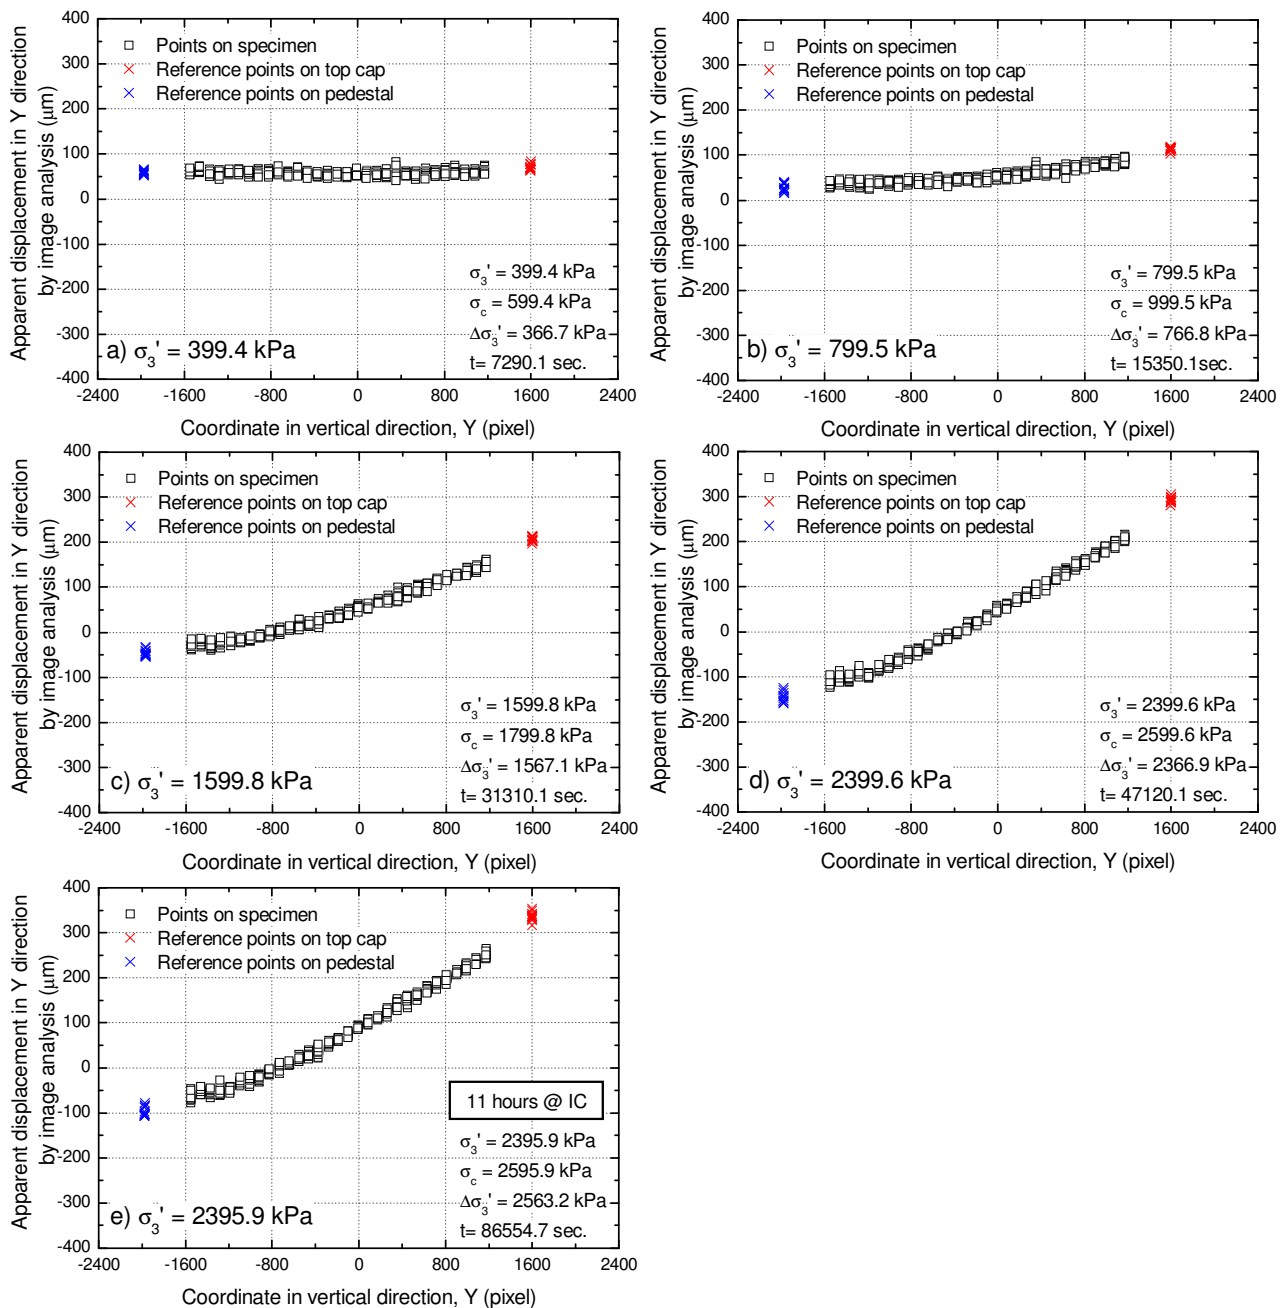 Apparent displacement in Y direction
by image analysis (μm)
400
300
200
100
0
-100
-200
-300
-400
Points on specimen
Reference points on top cap
Reference points on pedestal
σ3' = 399.4 kPa
σc = 599.4 kPa
Δσ3' = 366.7 kPa
t= 7290.1 sec.
a) σ3' = 399.4 kPa
-2400 -1600 -800 0 800 1600 2400
Coordinate in vertical direction, Y (pixel)
Apparent displacement in Y direction
by image analysis (μm)
400
300
200
100
0
-100
-200
-300
-400
Points on specimen
Reference points on top cap
Reference points on pedestal
σ3' = 799.5 kPa
σc = 999.5 kPa
Δσ3' = 766.8 kPa
t= 15350.1sec.
b) σ3' = 799.5 kPa
-2400 -1600 -800 0 800 1600 2400
Coordinate in vertical direction, Y (pixel)
Apparent displacement in Y direction
by image analysis (μm)
400
300
200
100
0
-100
-200
-300
-400
Points on specimen
Reference points on top cap
Reference points on pedestal
σ3' = 1599.8 kPa
σc = 1799.8 kPa
Δσ3' = 1567.1 kPa
t= 31310.1 sec.
c) σ3' = 1599.8 kPa
-2400 -1600 -800 0 800 1600 2400
Coordinate in vertical direction, Y (pixel)
Apparent displacement in Y direction
by image analysis (μm)
400
300
200
100
0
-100
-200
-300
-400
Points on specimen
Reference points on top cap
Reference points on pedestal
σ3' = 2399.6 kPa
σc = 2599.6 kPa
Δσ3' = 2366.9 kPa
t= 47120.1sec.
d) σ3' = 2399.6 kPa
-2400 -1600 -800 0 800 1600 2400
Coordinate in vertical direction, Y (pixel)
Apparent displacement in Y direction
by image analysis (μm)
400
300
200
100
0
-100
-200
-300
-400
Points on specimen
Reference points on top cap
Reference points on pedestal
11 hours @ IC
σ3' = 2395.9 kPa
σc = 2595.9 kPa
Δσ3' = 2563.2 kPa
t= 86554.7 sec.
e) σ3' = 2395.9 kPa
-2400 -1600 -800 0 800 1600 2400
Coordinate in vertical direction, Y (pixel)